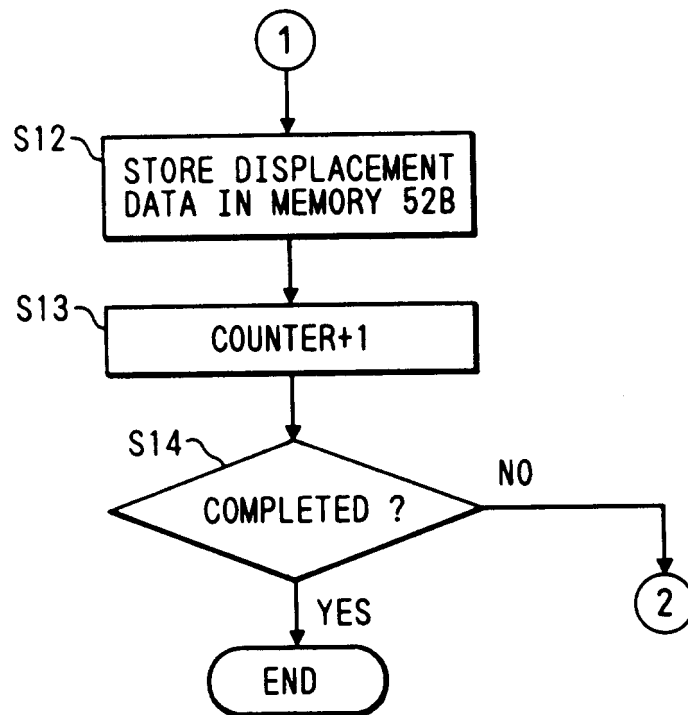 1
S12
STORE DISPLACEMENT
DATA IN MEMORY 52B
S13
COUNTER+1
S14
COMPLETED ?
NO
2
YES
END